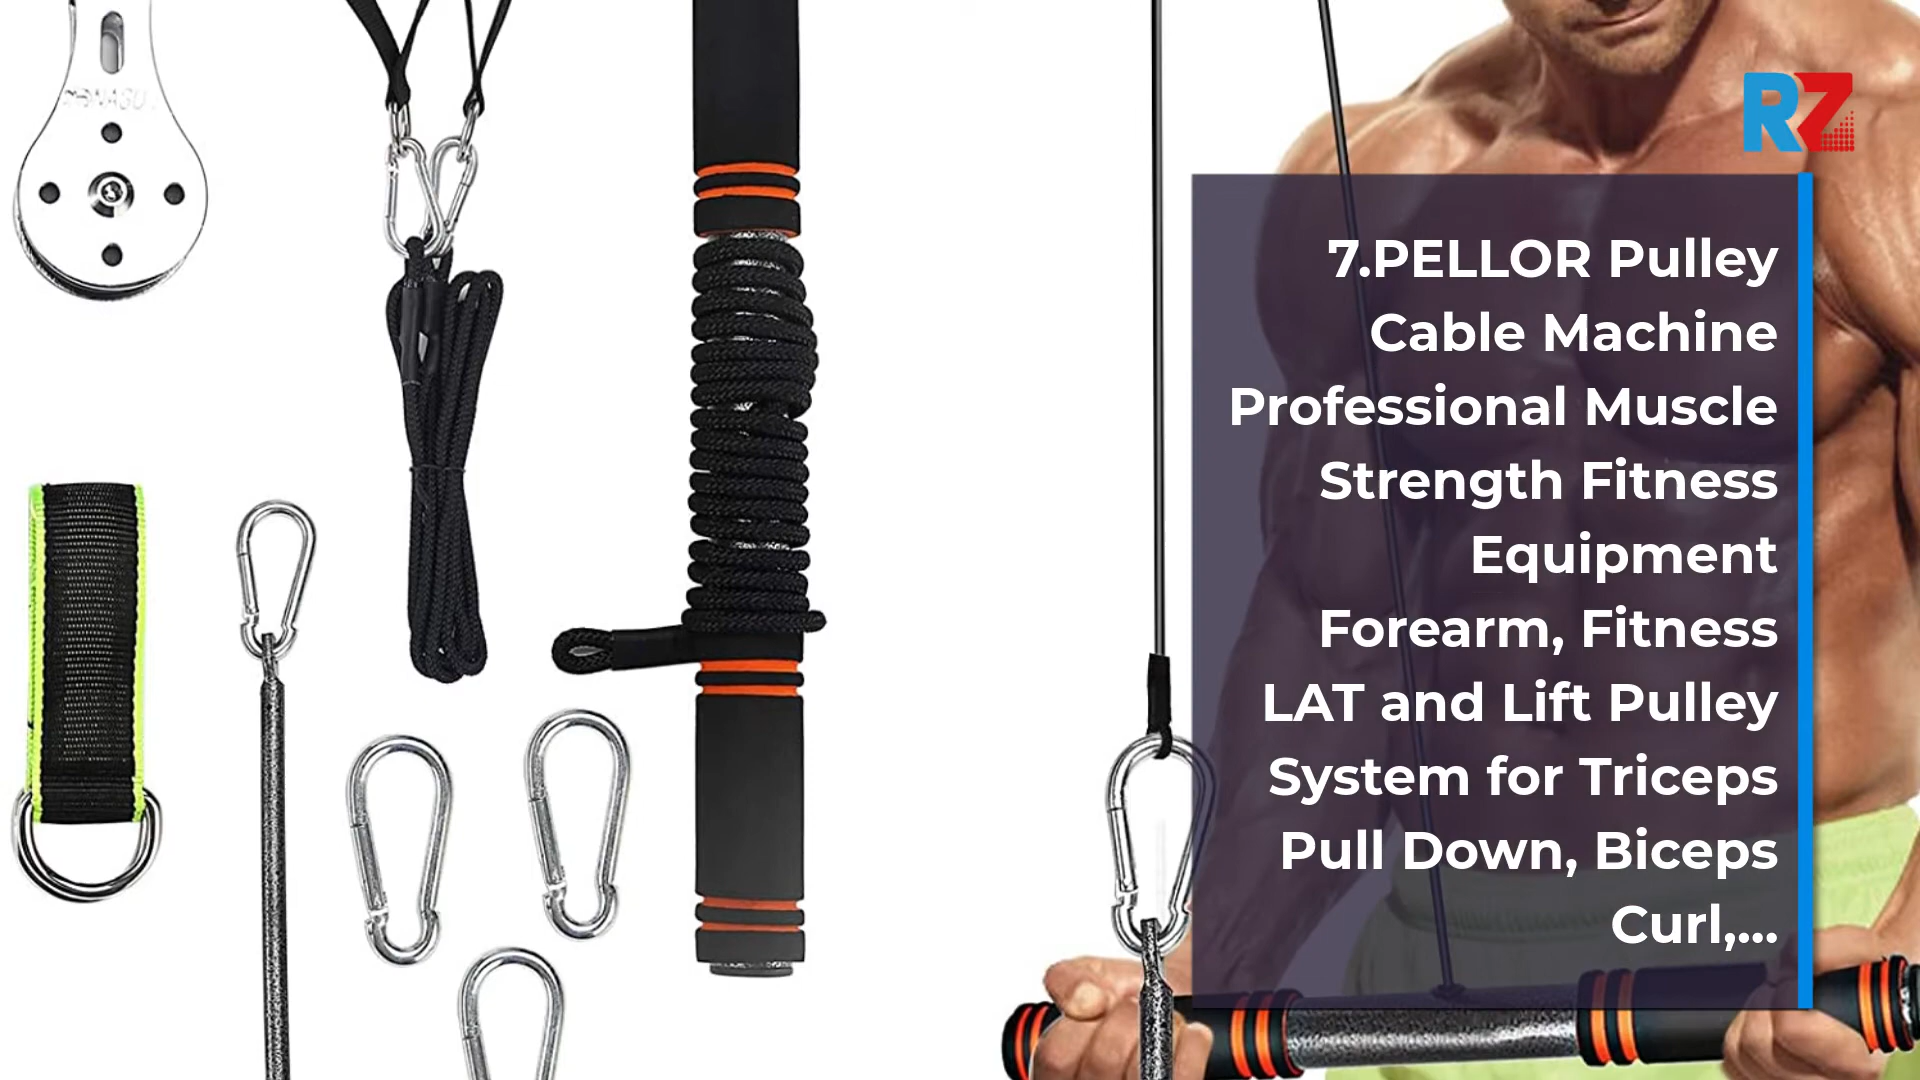 RZ
7.PELLOR Pulley
Cable Machine
Professional Muscle
Strength Fitness
Equipment
Forearm, Fitness
LAT and Lift Pulley
System for Triceps
Pull Down, Biceps
Curl,...